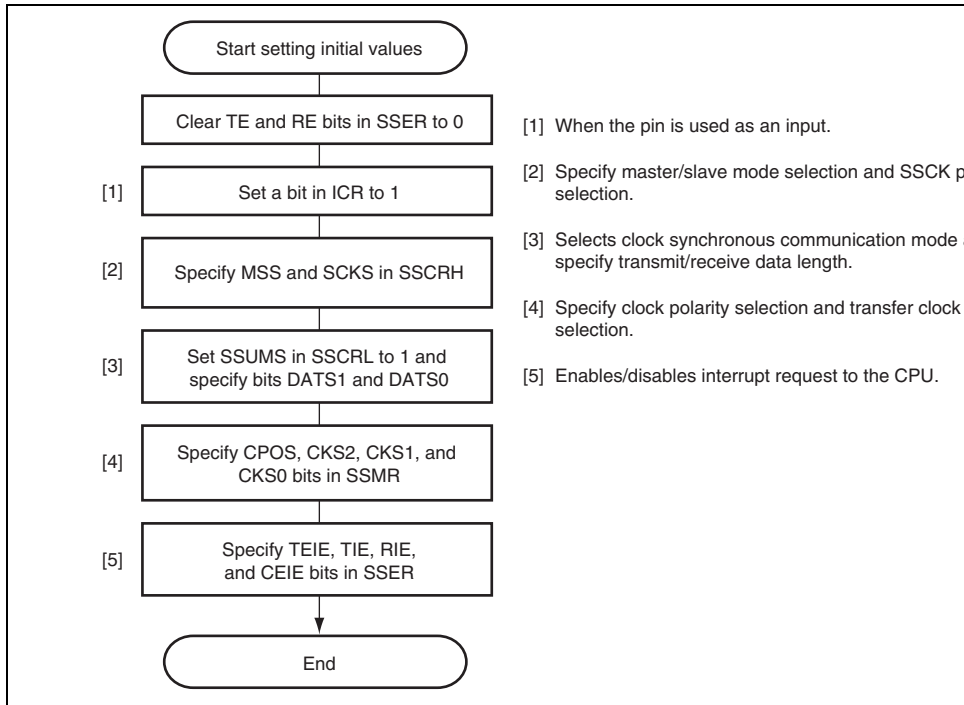 Start setting initial values
Clear TE and RE bits in SSER to 0
[1]
Set a bit in ICR to 1
[2]
Specify MSS and SCKS in SSCRH
[3]
Set SSUMS in SSCRL to 1 and
specify bits DATS1 and DATS0
[4]
Specify CPOS, CKS2, CKS1, and
CKS0 bits in SSMR
[5]
Specify TEIE, TIE, RIE,
and CEIE bits in SSER
End
[1] When the pin is used as an input.
[2] Specify master/slave mode selection and SSCK
selection.
[3] Selects clock synchronous communication mode
specify transmit/receive data length.
[4] Specify clock polarity selection and transfer clock
selection.
[5] Enables/disables interrupt request to the CPU.